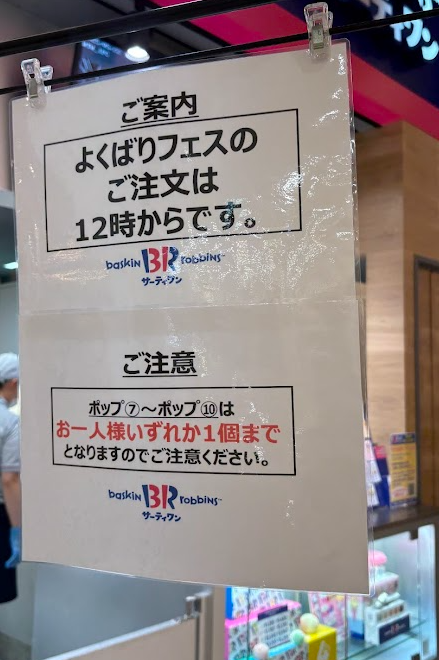 ご案内
よくばりフェスの
ご注文は
12時からです。
baskin BR robbins™
サーティワン
ご注意
ポップ⑦～ポップ⑩は
お一人様いずれか1個まで
となりますのでご注意ください。
baskin BR robbins™
サーティワン